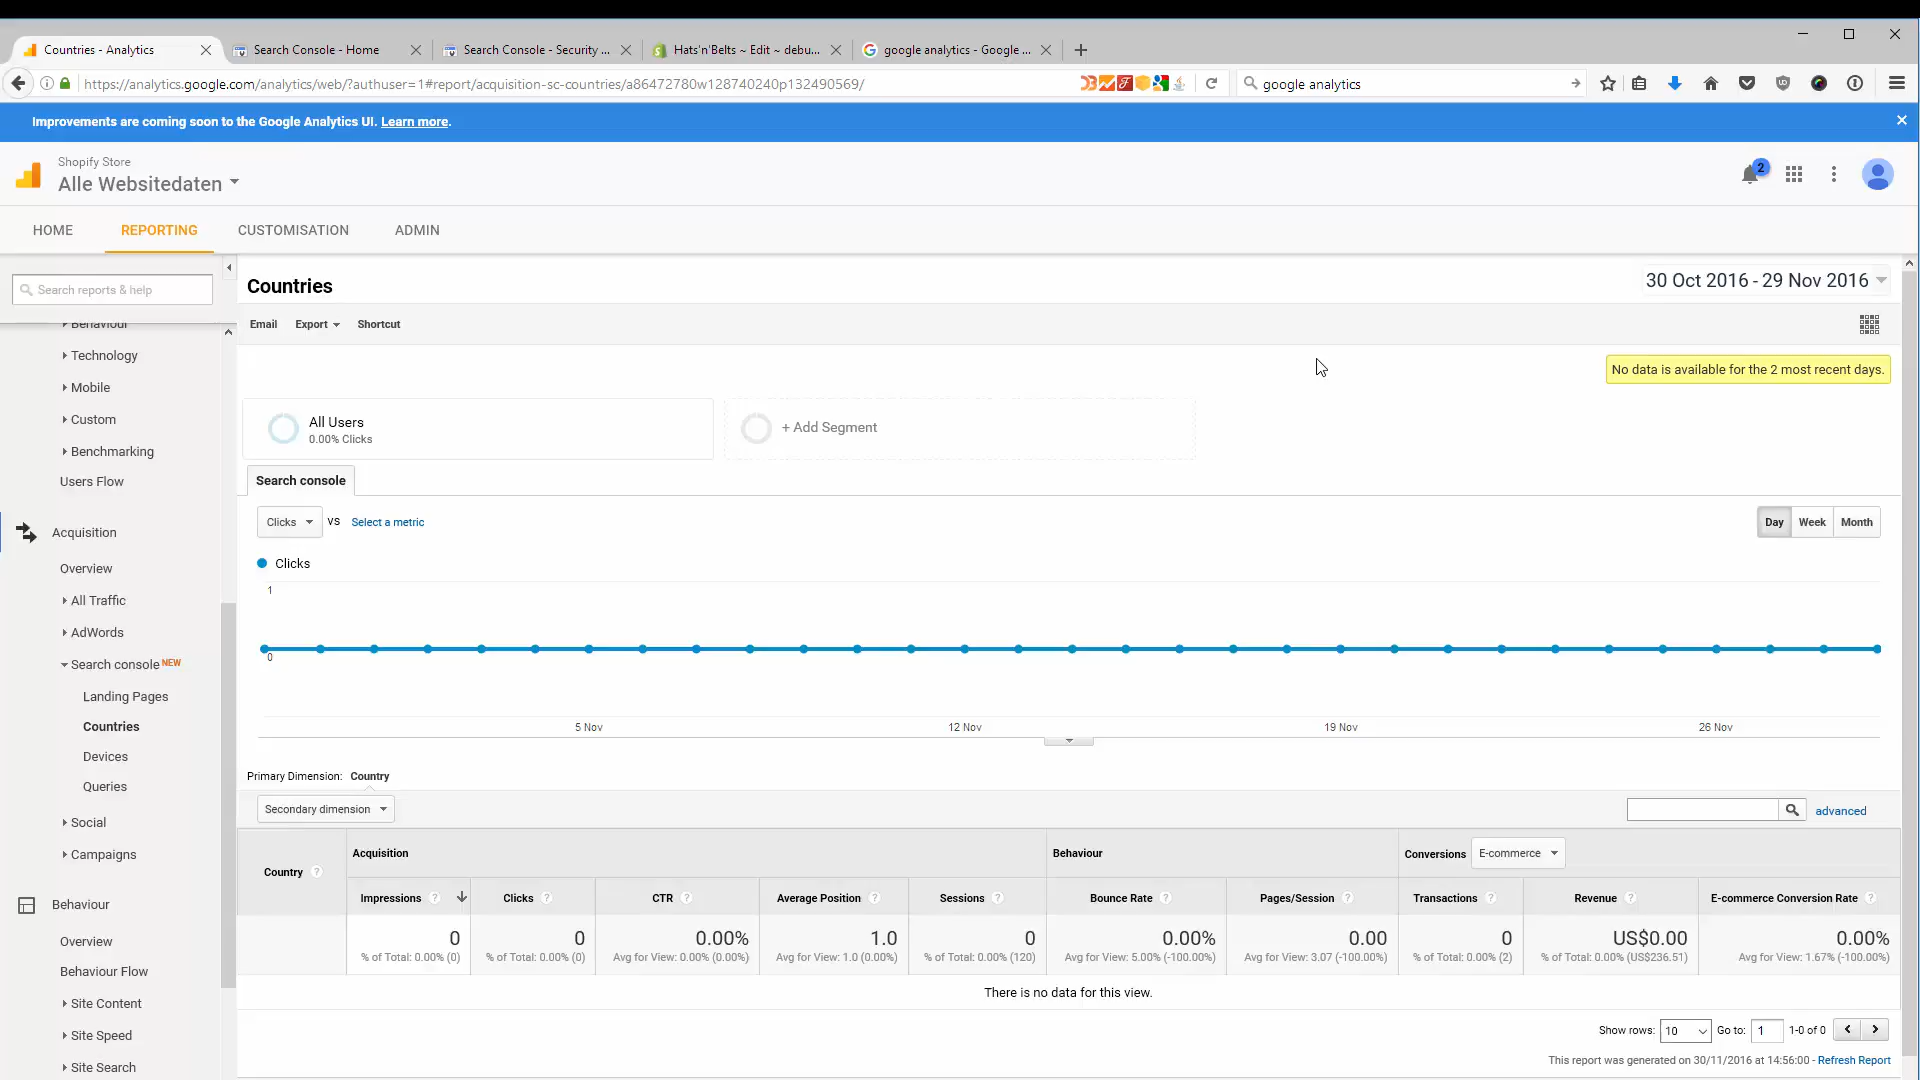 Countries - Analytics
Search Console - Home
Search Console - Security ...
Hats'n'Belts ~ Edit ~ debu...
google analytics - Google ...
https://analytics.google.com/analytics/web/?authuser=1#report/acquisition-sc-countries/a86472780w128740240p132490569/
google analytics
Improvements are coming soon to the Google Analytics UI. Learn more.
Shopify Store
Alle Websitedaten
2
HOME
REPORTING
CUSTOMISATION
ADMIN
Search reports & help
Behaviour
Technology
Mobile
Custom
Benchmarking
Users Flow
Acquisition
Overview
All Traffic
AdWords
Search console NEW
Landing Pages
Countries
Devices
Queries
Social
Campaigns
Behaviour
Overview
Behaviour Flow
Site Content
Site Speed
Site Search
Countries
30 Oct 2016 - 29 Nov 2016
Email
Export
Shortcut
No data is available for the 2 most recent days.
All Users
0.00% Clicks
+ Add Segment
Search console
Clicks
VS
Select a metric
Day
Week
Month
Clicks
1
0
5 Nov
12 Nov
19 Nov
26 Nov
Primary Dimension: Country
Secondary dimension
advanced
Country ?
Acquisition
Behaviour
Conversions
E-commerce
Impressions ?
Clicks ?
CTR ?
Average Position ?
Sessions ?
Bounce Rate ?
Pages/Session ?
Transactions ?
Revenue ?
E-commerce Conversion Rate ?
0
% of Total: 0.00% (0)
0
% of Total: 0.00% (0)
0.00%
Avg for View: 0.00% (0.00%)
1.0
Avg for View: 1.0 (0.00%)
0
% of Total: 0.00% (120)
0.00%
Avg for View: 5.00% (-100.00%)
0.00
Avg for View: 3.07 (-100.00%)
0
% of Total: 0.00% (2)
US$0.00
% of Total: 0.00% (US$236.51)
0.00%
Avg for View: 1.67% (-100.00%)
There is no data for this view.
Show rows: 10 Go to: 1 1-0 of 0
This report was generated on 30/11/2016 at 14:56:00 - Refresh Report